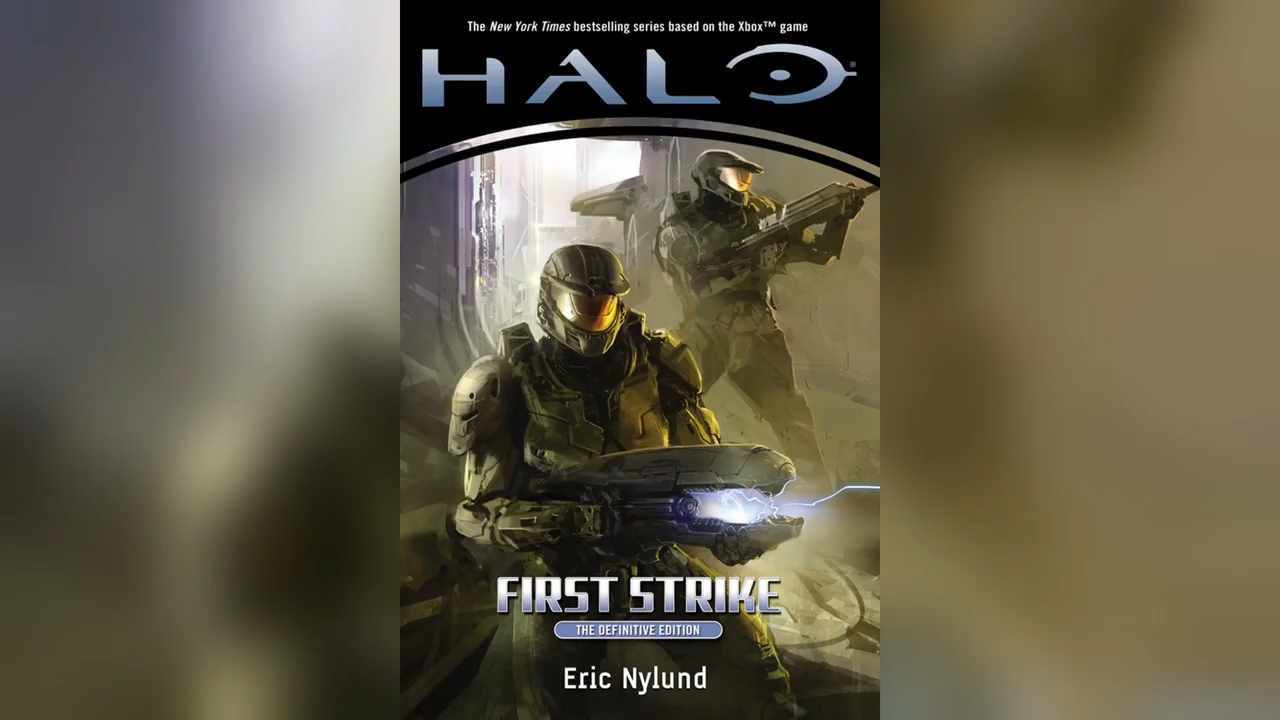 The New York Times bestselling series based on the Xbox™ game
HALO®
FIRST STRIKE
THE DEFINITIVE EDITION
Eric Nylund